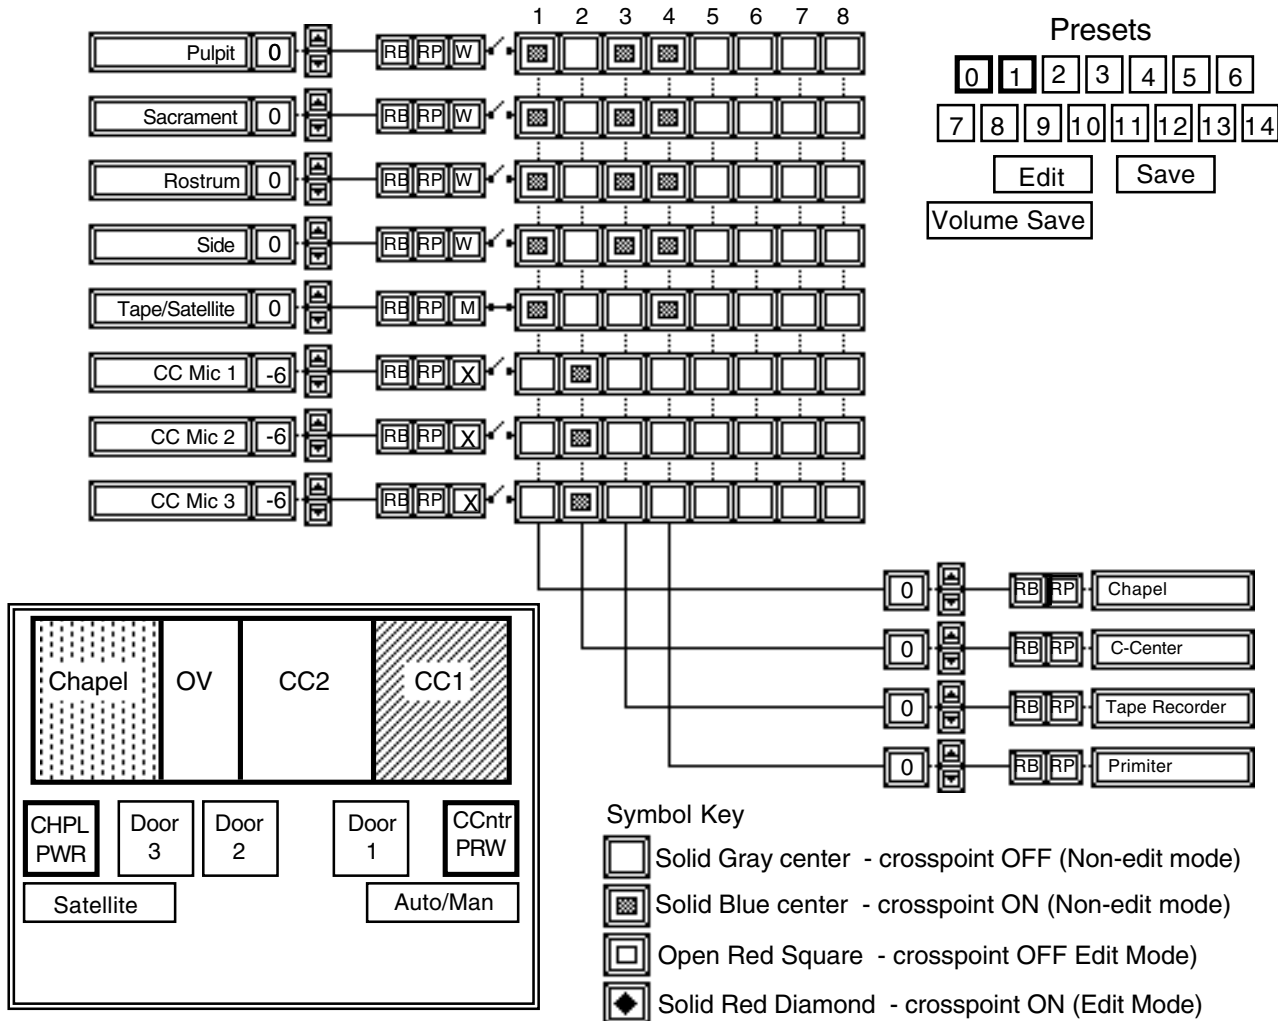 1 2 3 4 5 6 7 8
Presets
Pulpit 0 RB RP W
0 1 2 3 4 5 6
Sacrament 0 RB RP W
7 8 9 10 11 12 13 14
Rostrum 0 RB RP W
Edit Save
Volume Save
Side 0 RB RP W
Tape/Satellite 0 RB RP M
CC Mic 1 -6 RB RP X
CC Mic 2 -6 RB RP X
CC Mic 3 -6 RB RP X
0 RB RP Chapel
0 RB RP C-Center
0 RB RP Tape Recorder
0 RB RP Primiter
Chapel OV CC2 CC1
CHPL PWR
Door 3
Door 2
Door 1
CCntr PRW
Satellite Auto/Man
Symbol Key
Solid Gray center - crosspoint OFF (Non-edit mode)
Solid Blue center - crosspoint ON (Non-edit mode)
Open Red Square - crosspoint OFF Edit Mode)
Solid Red Diamond - crosspoint ON (Edit Mode)